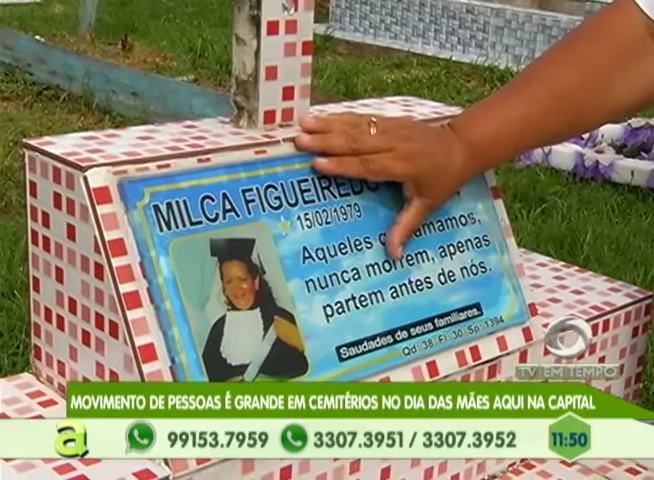 MILCA FIGUEIREDO
15/02/1979
Aqueles amamos,
nunca morrem, apenas
partem antes de nós.
Saudades de seus familiares.
Qd: 38. Fl: 30. Sp: 1394
TV EM TEMPO
MOVIMENTO DE PESSOAS É GRANDE EM CEMITÉRIOS NO DIA DAS MÃES AQUI NA CAPITAL
a 99153.7959 3307.3951 / 3307.3952 11:50